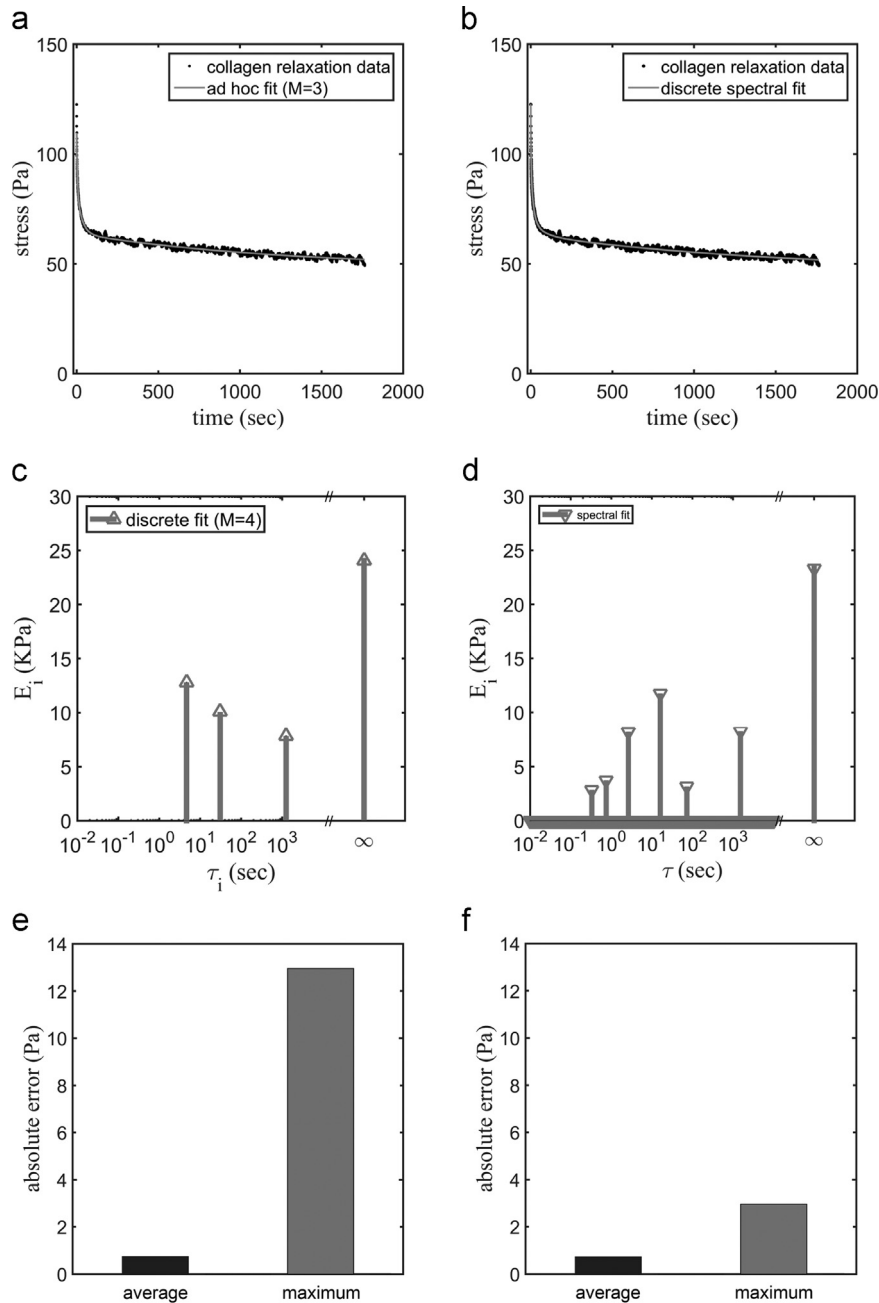 a
150
100
50
0
stress (Pa)
collagen relaxation data
ad hoc fit (M=3)
0 500 1000 1500 2000
time (sec)
b
150
100
50
0
stress (Pa)
collagen relaxation data
discrete spectral fit
0 500 1000 1500 2000
time (sec)
c
30
25
20
15
10
5
0
E_i (KPa)
discrete fit (M=4)
//
//
10^-2 10^-1 10^0 10^1 10^2 10^3 ∞
τ_i (sec)
d
30
25
20
15
10
5
0
E_i (KPa)
spectral fit
//
//
10^-2 10^-1 10^0 10^1 10^2 10^3 ∞
τ (sec)
e
14
12
10
8
6
4
2
0
absolute error (Pa)
average maximum
f
14
12
10
8
6
4
2
0
absolute error (Pa)
average maximum